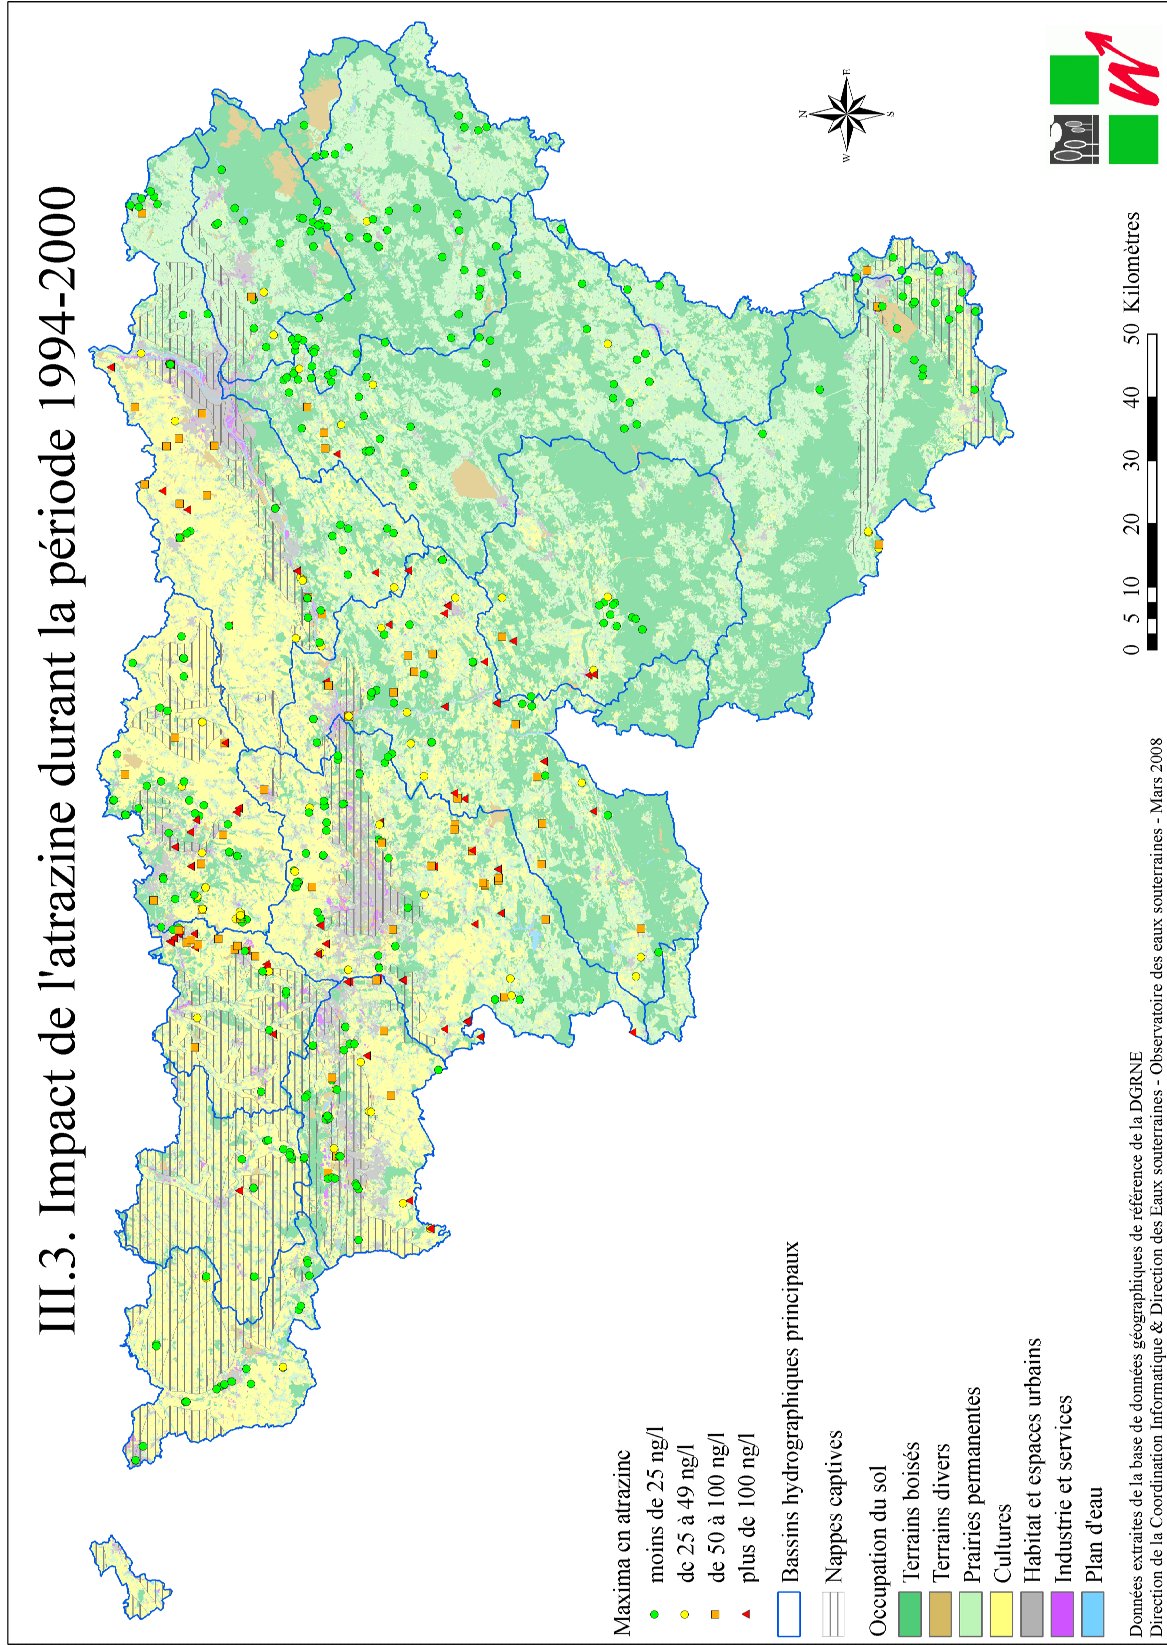 III.3. Impact de l'atrazine durant la période 1994-2000
N
E
S
W
Maxima en atrazine
moins de 25 ng/l
de 25 à 49 ng/l
de 50 à 100 ng/l
plus de 100 ng/l
Bassins hydrographiques principaux
Nappes captives
Occupation du sol
Terrains boisés
Terrains divers
Prairies permanentes
Cultures
Habitat et espaces urbains
Industrie et services
Plan d'eau
0 5 10 20 30 40 50 Kilomètres
Données extraites de la base de données géographiques de référence de la DGRNE
Direction de la Coordination Informatique & Direction des Eaux souterraines - Observatoire des eaux souterraines - Mars 2008